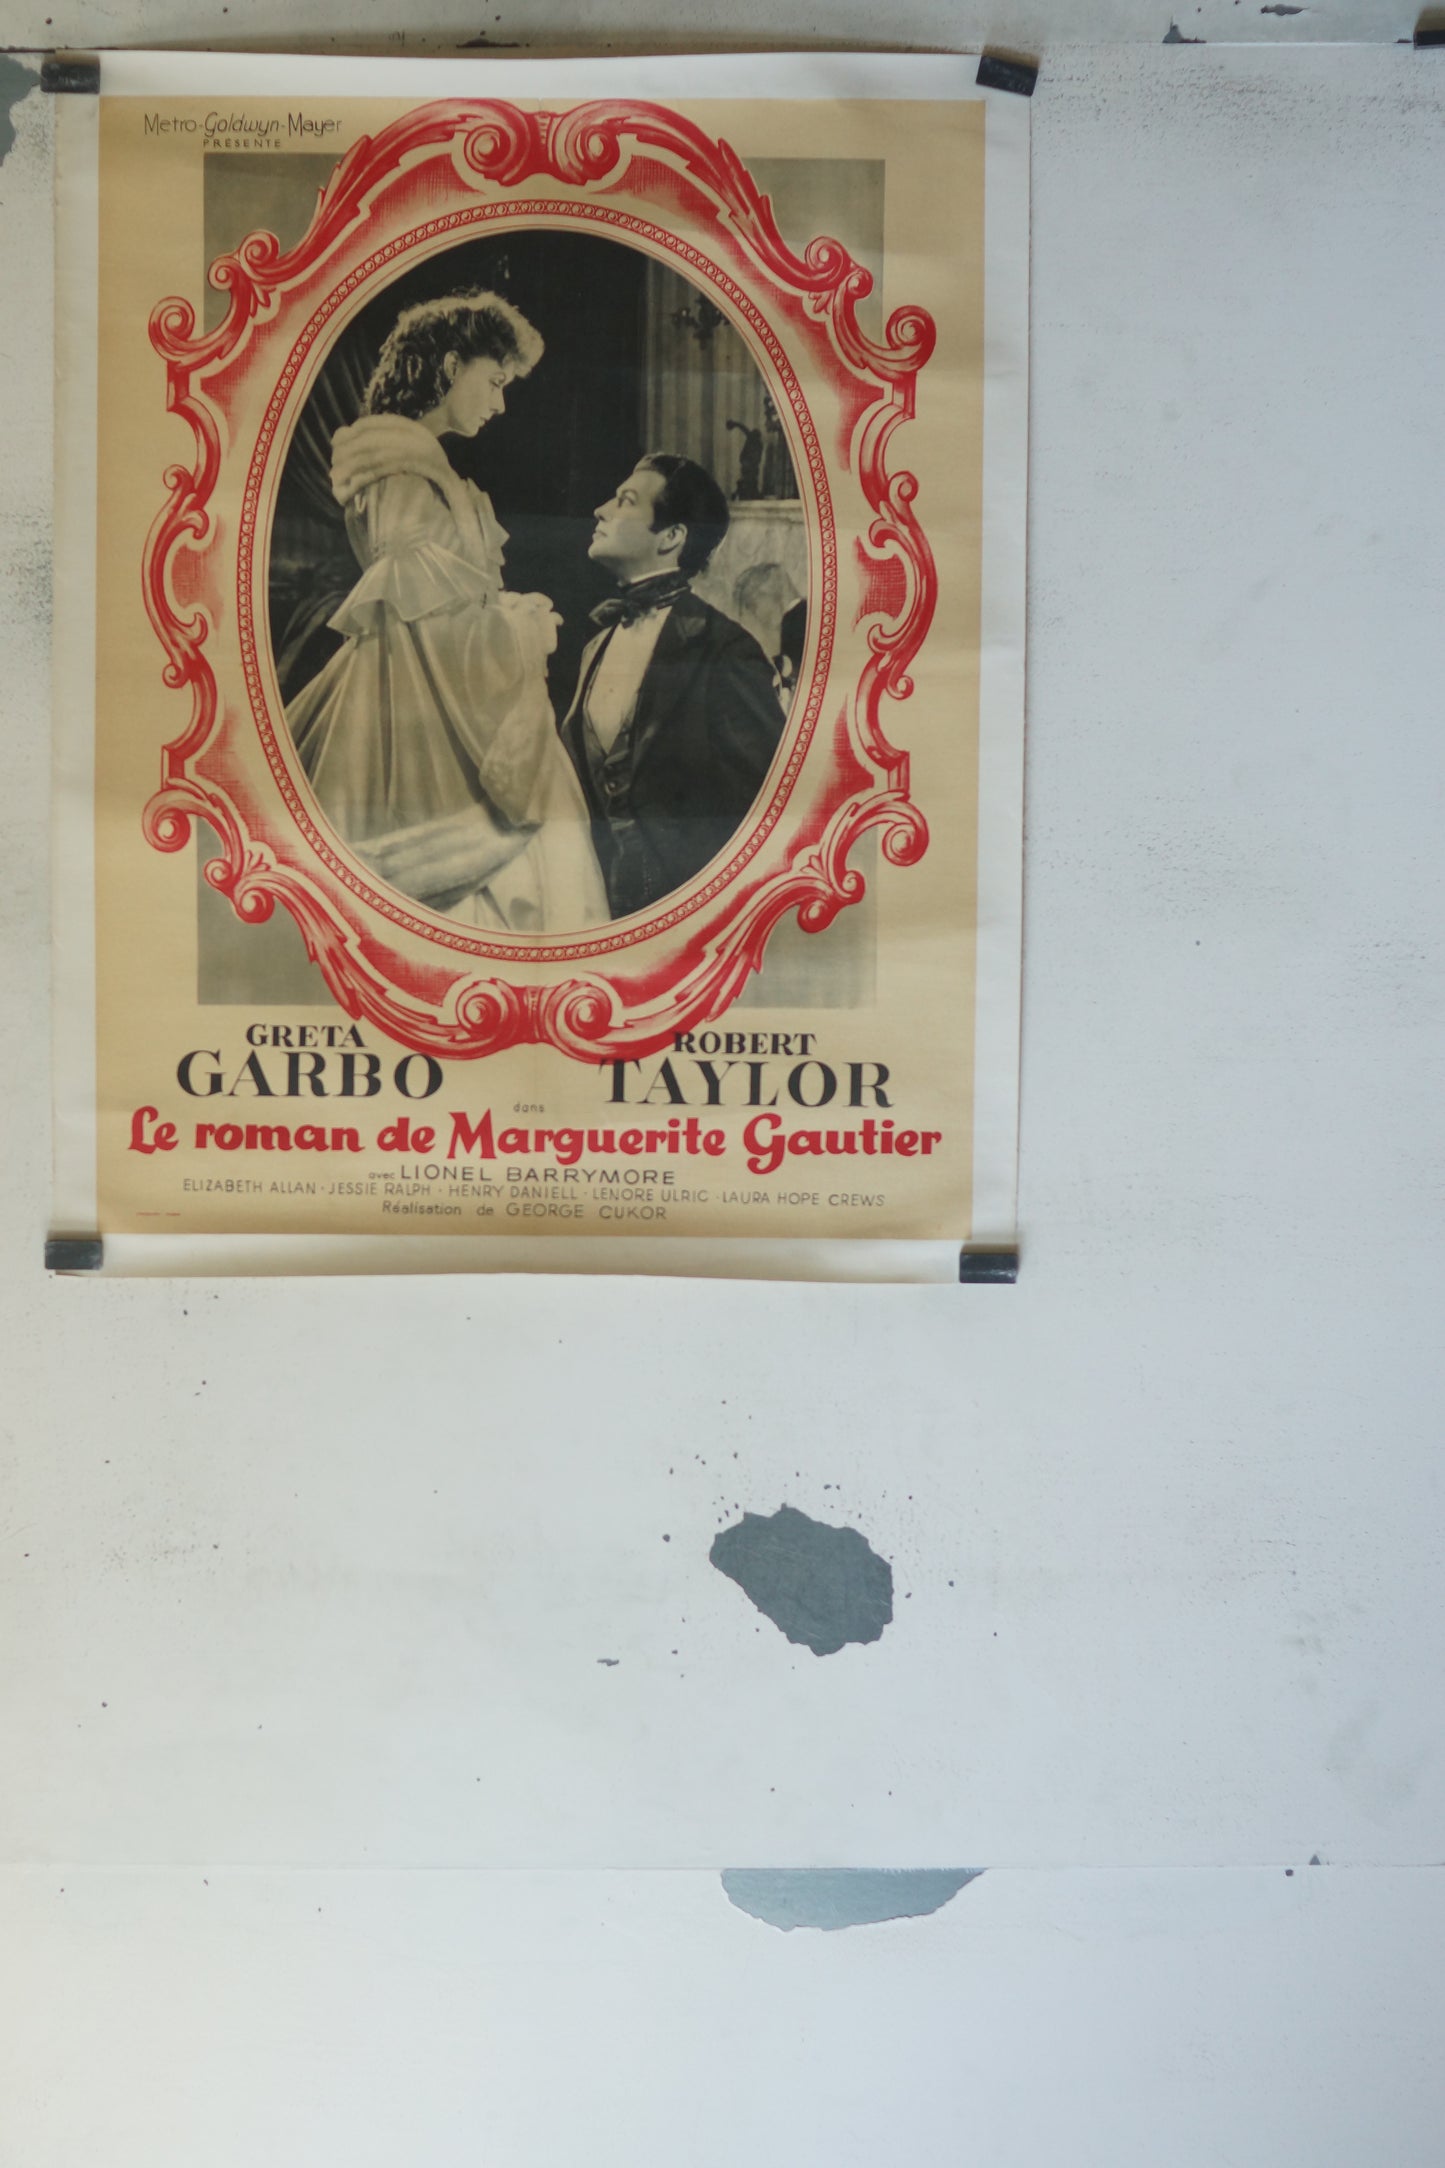 Metro-Goldwyn-Mayer
PRÉSENTE
GRETA
GARBO
ROBERT
TAYLOR
dans
Le roman de Marguerite Gautier
avec LIONEL BARRYMORE
ELIZABETH ALLAN · JESSIE RALPH · HENRY DANIELL · LENORE ULRIC · LAURA HOPE CREWS
Réalisation de GEORGE CUKOR